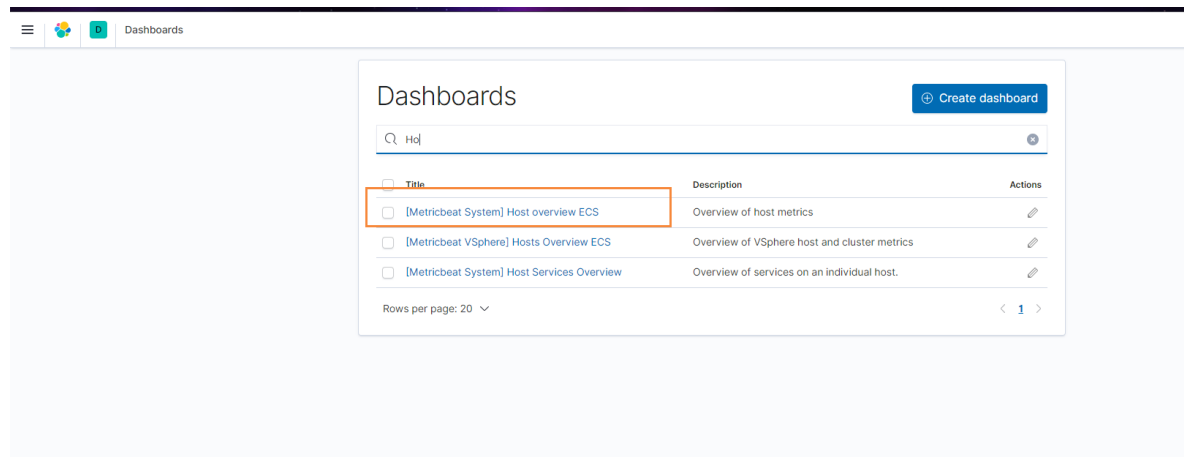 D Dashboards
Dashboards
Create dashboard
Ho
Title Description Actions
[Metricbeat System] Host overview ECS Overview of host metrics
[Metricbeat VSphere] Hosts Overview ECS Overview of VSphere host and cluster metrics
[Metricbeat System] Host Services Overview Overview of services on an individual host.
Rows per page: 20 < 1 >